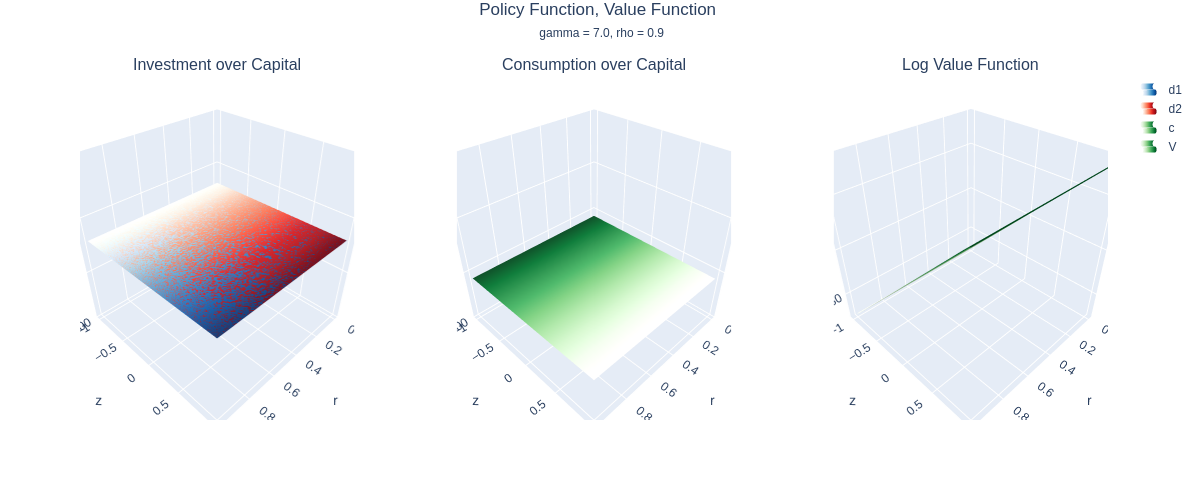 Policy Function, Value Function
gamma = 7.0, rho = 0.9
Investment over Capital
Consumption over Capital
Log Value Function
d1
d2
c
V
−0.5
0
0.5
z
0.2
0.4
0.6
0.8
r
−0.5
0
0.5
z
0.2
0.4
0.6
0.8
r
−1
−0.5
0
0.5
z
0
0.2
0.4
0.6
0.8
r